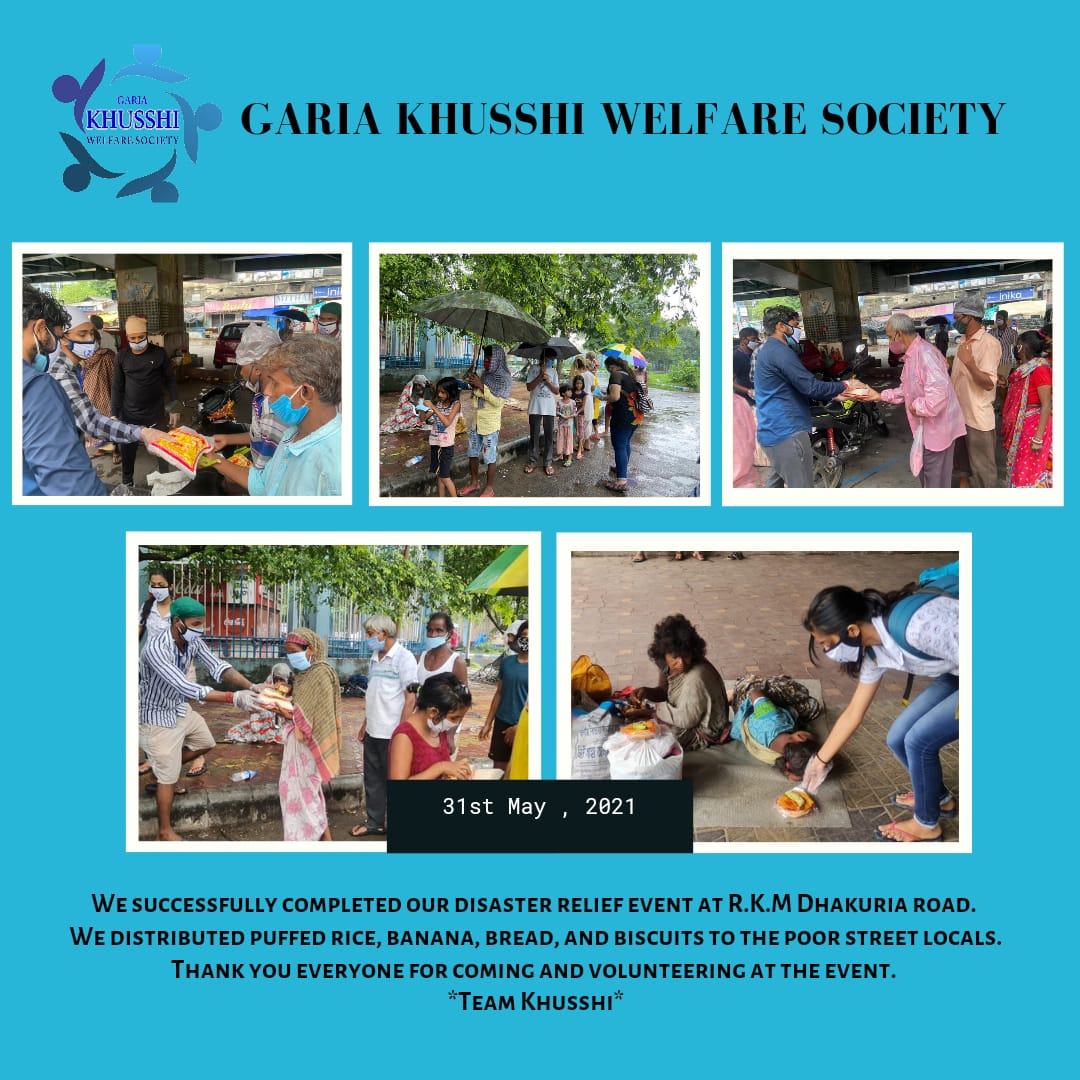 GARIA
KHUSSHI
WELFARE SOCIETY
GARIA KHUSSHI WELFARE SOCIETY
Inika
31st May , 2021
We successfully completed our disaster relief event at R.K.M Dhakuria road.
We distributed puffed rice, banana, bread, and biscuits to the poor street locals.
Thank you everyone for coming and volunteering at the event.
*Team Khusshi*